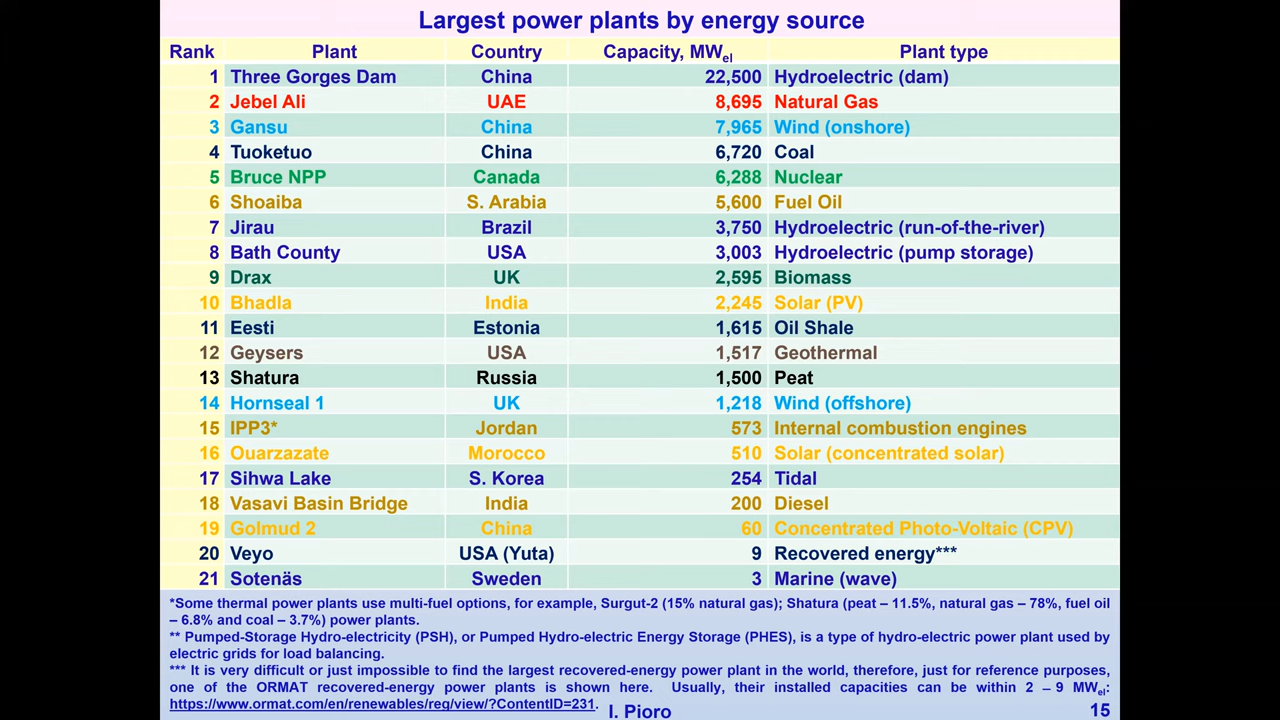 Largest power plants by energy source
Rank Plant Country Capacity, MWel Plant type
1 Three Gorges Dam China 22,500 Hydroelectric (dam)
2 Jebel Ali UAE 8,695 Natural Gas
3 Gansu China 7,965 Wind (onshore)
4 Tuoketuo China 6,720 Coal
5 Bruce NPP Canada 6,288 Nuclear
6 Shoaiba S. Arabia 5,600 Fuel Oil
7 Jirau Brazil 3,750 Hydroelectric (run-of-the-river)
8 Bath County USA 3,003 Hydroelectric (pump storage)
9 Drax UK 2,595 Biomass
10 Bhadla India 2,245 Solar (PV)
11 Eesti Estonia 1,615 Oil Shale
12 Geysers USA 1,517 Geothermal
13 Shatura Russia 1,500 Peat
14 Hornseal 1 UK 1,218 Wind (offshore)
15 IPP3* Jordan 573 Internal combustion engines
16 Ouarzazate Morocco 510 Solar (concentrated solar)
17 Sihwa Lake S. Korea 254 Tidal
18 Vasavi Basin Bridge India 200 Diesel
19 Golmud 2 China 60 Concentrated Photo-Voltaic (CPV)
20 Veyo USA (Yuta) 9 Recovered energy***
21 Sotenäs Sweden 3 Marine (wave)
*Some thermal power plants use multi-fuel options, for example, Surgut-2 (15% natural gas); Shatura (peat – 11.5%, natural gas – 78%, fuel oil
– 6.8% and coal – 3.7%) power plants.
** Pumped-Storage Hydro-electricity (PSH), or Pumped Hydro-electric Energy Storage (PHES), is a type of hydro-electric power plant used by
electric grids for load balancing.
*** It is very difficult or just impossible to find the largest recovered-energy power plant in the world, therefore, just for reference purposes,
one of the ORMAT recovered-energy power plants is shown here. Usually, their installed capacities can be within 2 – 9 MWel:
https://www.ormat.com/en/renewables/reg/view/?ContentID=231.
I. Pioro 15